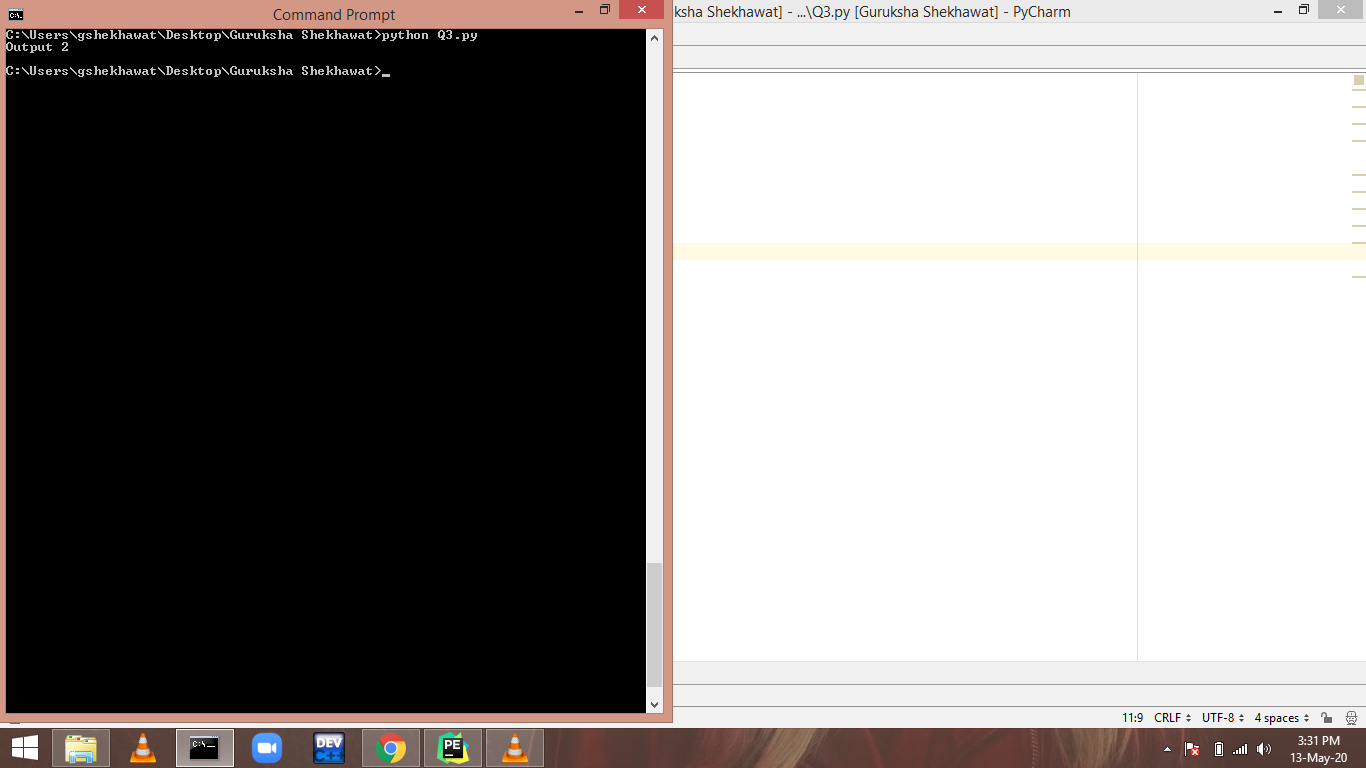 Command Prompt
C:\Users\gshekhawat\Desktop\Guruksha Shekhawat>python Q3.py
Output 2
C:\Users\gshekhawat\Desktop\Guruksha Shekhawat>_
ksha Shekhawat] - ...\Q3.py [Guruksha Shekhawat] - PyCharm
11:9 CRLF UTF-8 4 spaces
C:\_
DEV
C++
PE
3:31 PM
13-May-20